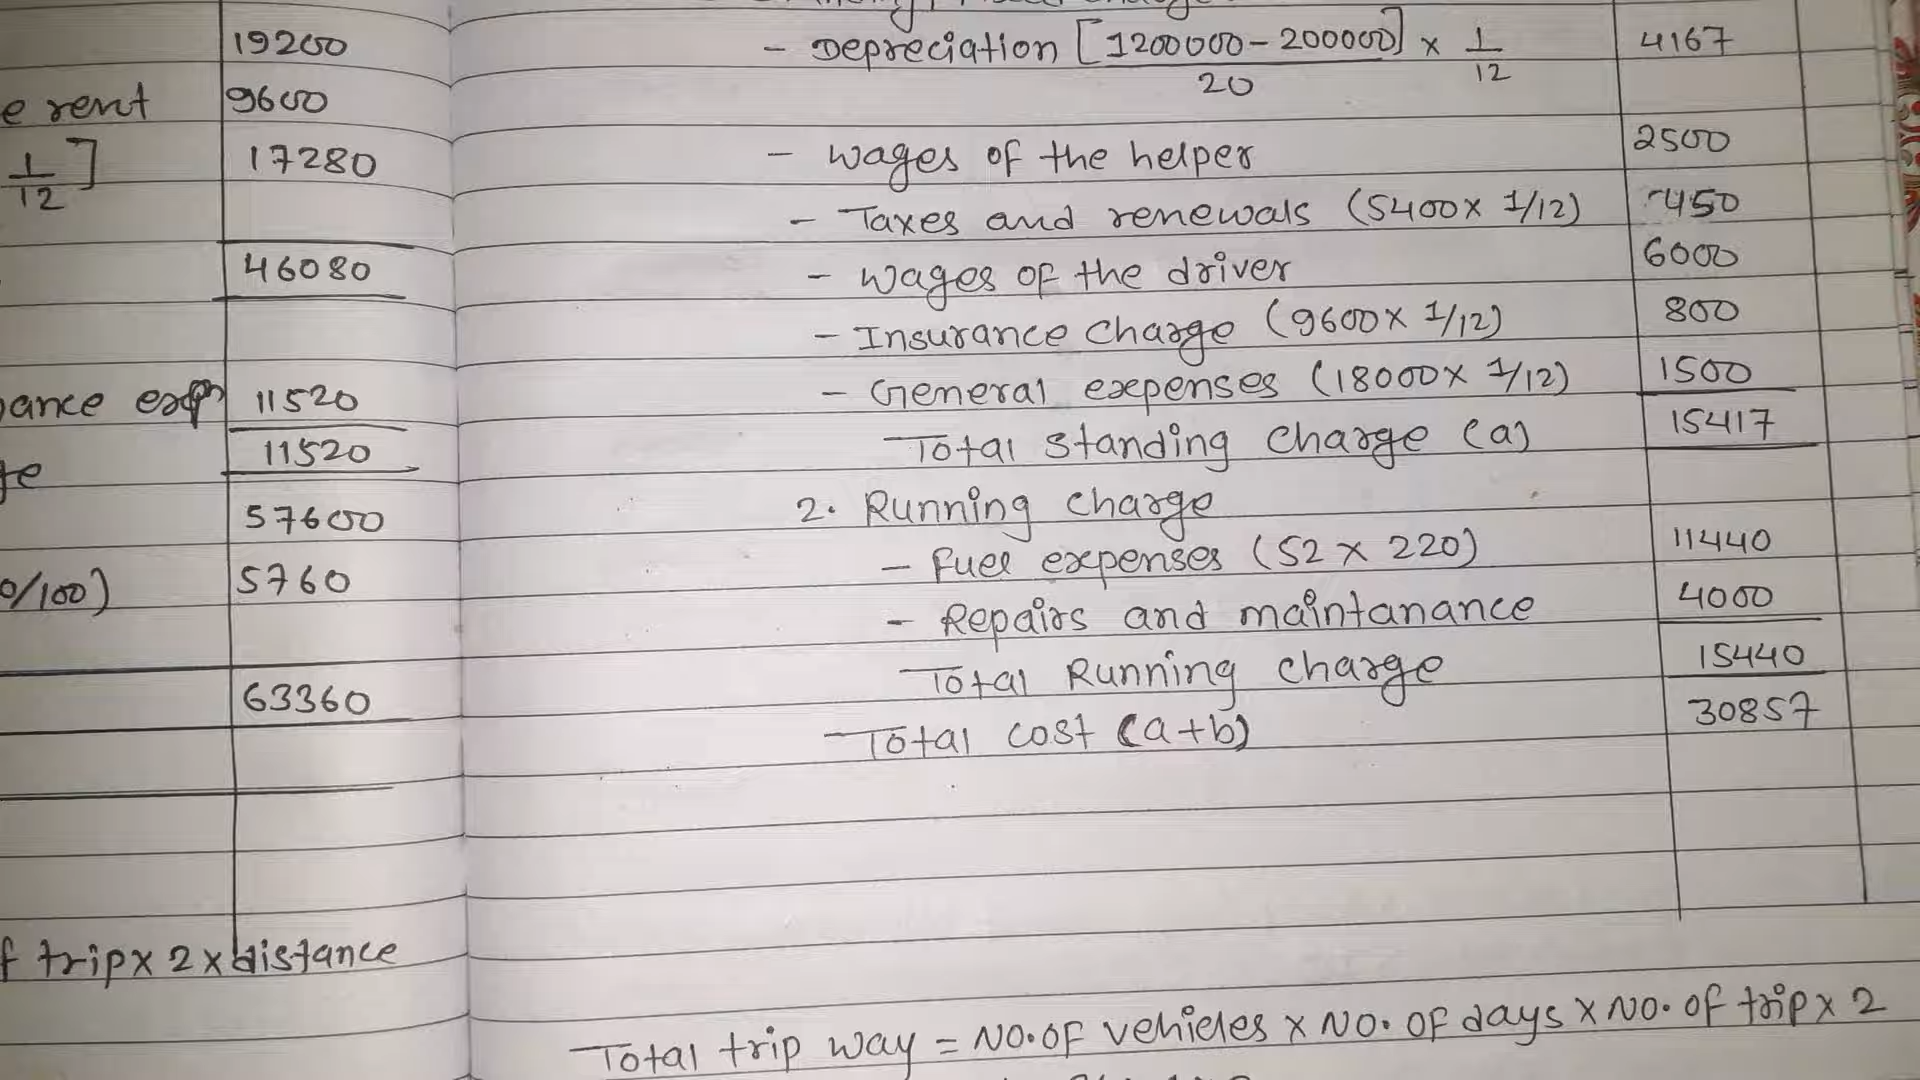 19200
e rent 9600
1/12] 17280
46080
11520
11520
57600
0/100) 5760
63360
trip x 2 x distance
- Depreciation [1200000 - 200000]/20 x 1/12 4167
- Wages of the helper 2500
- Taxes and renewals (5400 x 1/12) 450
- Wages of the driver 6000
- Insurance charge (9600 x 1/12) 800
- General expenses (18000 x 1/12) 1500
Total standing charge (a) 15417
2. Running charge
- Fuel expenses (52 x 220) 11440
- Repairs and maintanance 4000
Total Running charge 15440
Total cost (a+b) 30857
Total trip way = No. of vehicles x No. of days x No. of trip x 2